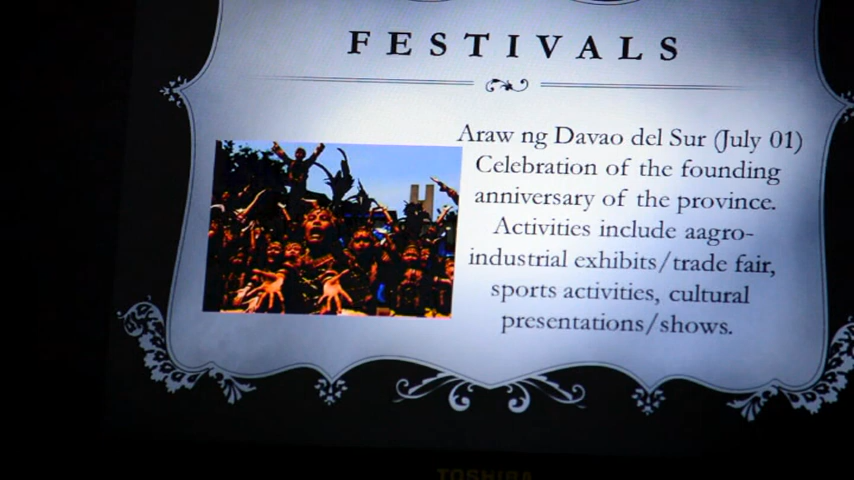 FESTIVALS
Araw ng Davao del Sur (July 01)
Celebration of the founding
anniversary of the province.
Activities include aagro-
industrial exhibits/trade fair,
sports activities, cultural
presentations/shows.
TOSHIBA